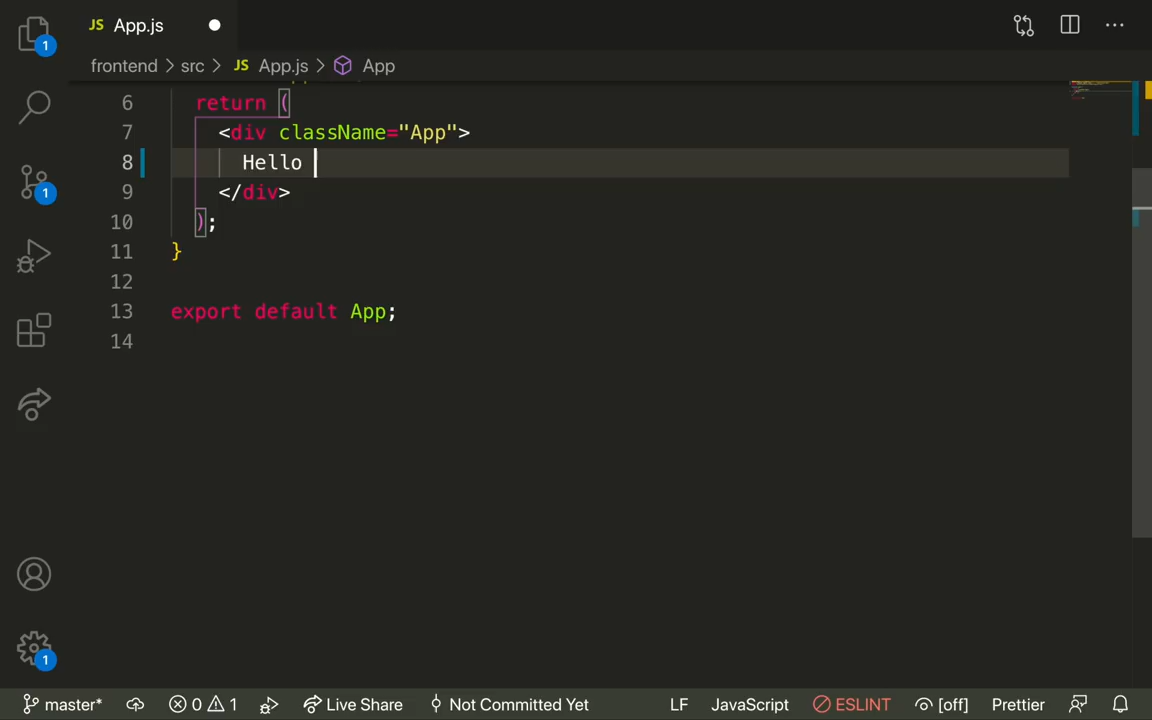 1
JS App.js
frontend > src > JS App.js > App
6 return (
7 <div className="App">
8 Hello
9 </div>
10 );
11 }
12
13 export default App;
14
1
1
master* 0 1 Live Share Not Committed Yet LF JavaScript ESLINT [off] Prettier